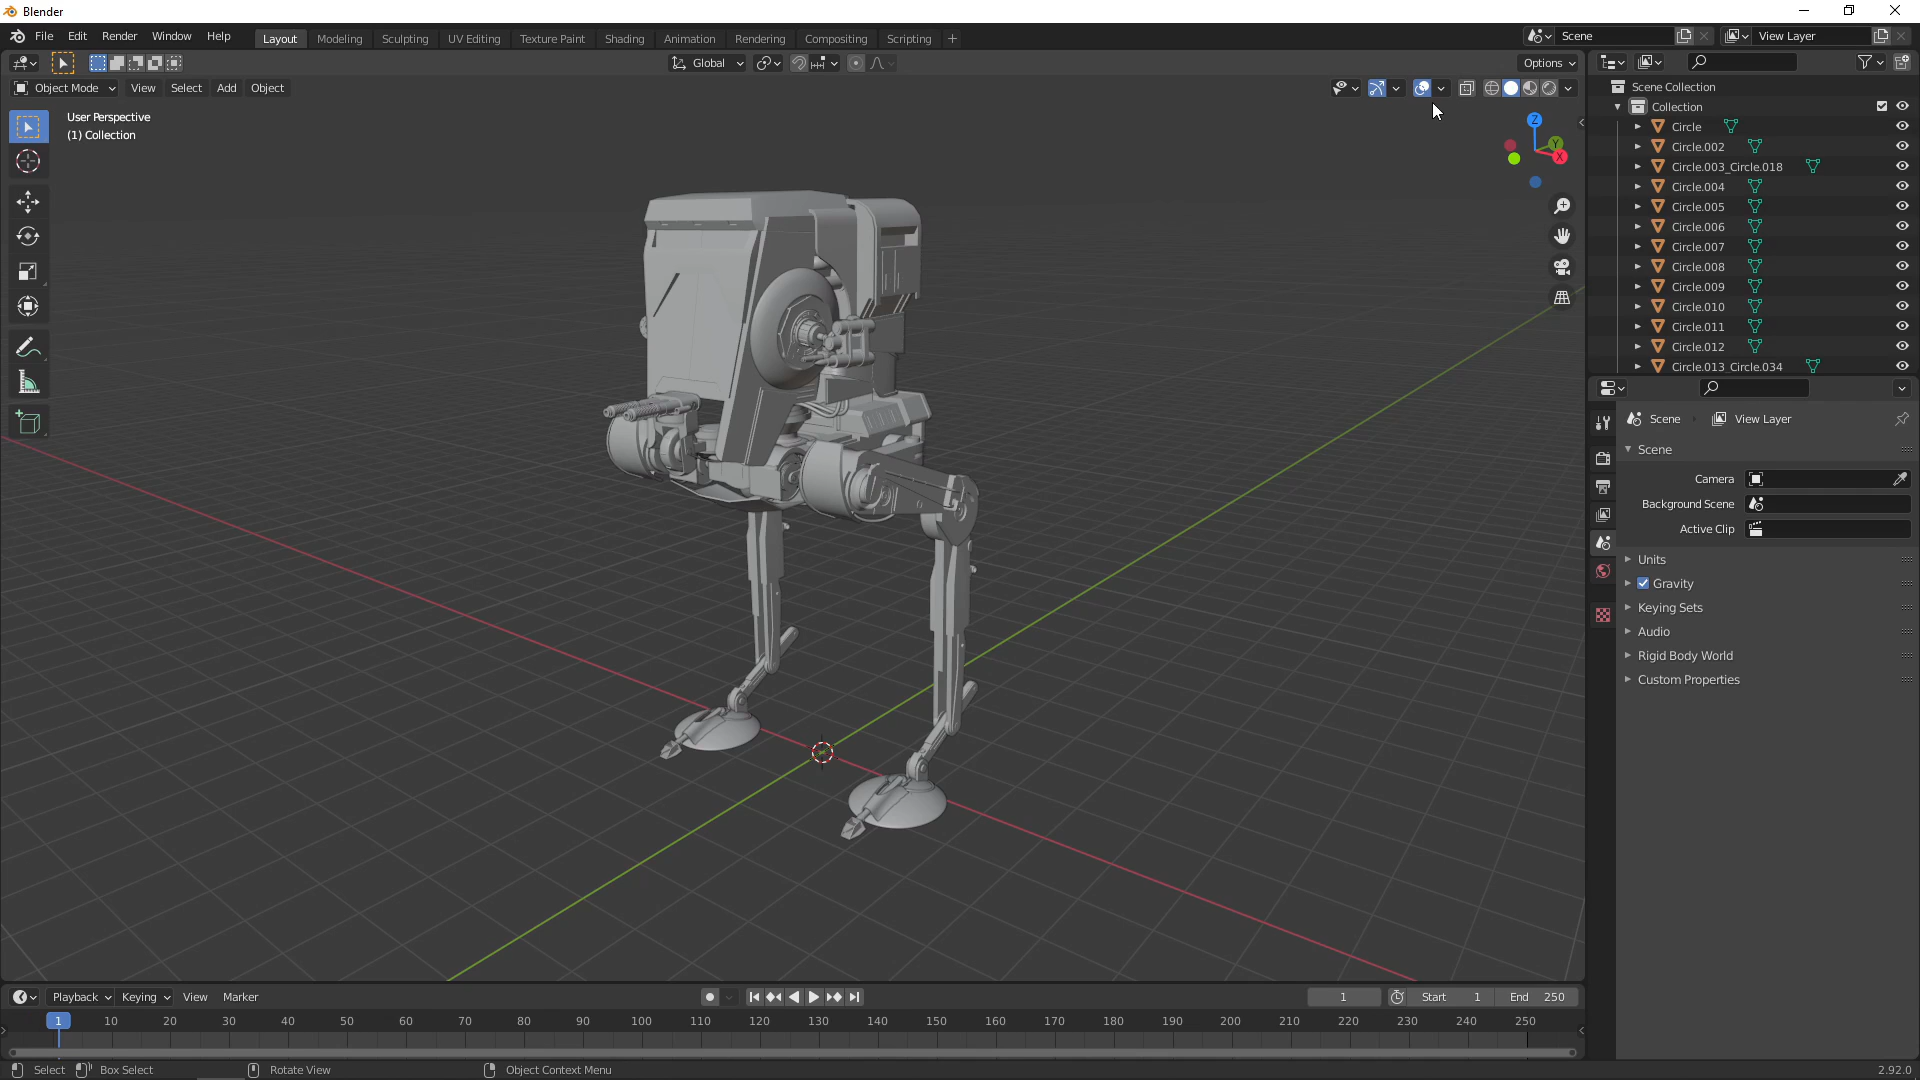 Blender
File Edit Render Window Help
Layout Modeling Sculpting UV Editing Texture Paint Shading Animation Rendering Compositing Scripting +
Scene
View Layer
Global
Options
Object Mode View Select Add Object
User Perspective
(1) Collection
Z
Y
X
Scene Collection
Collection
Circle
Circle.002
Circle.003_Circle.018
Circle.004
Circle.005
Circle.006
Circle.007
Circle.008
Circle.009
Circle.010
Circle.011
Circle.012
Circle.013_Circle.034
Scene View Layer
Scene
Camera
Background Scene
Active Clip
Units
Gravity
Keying Sets
Audio
Rigid Body World
Custom Properties
Playback Keying View Marker
1 Start 1 End 250
1 10 20 30 40 50 60 70 80 90 100 110 120 130 140 150 160 170 180 190 200 210 220 230 240 250
Select Box Select Rotate View Object Context Menu 2.92.0